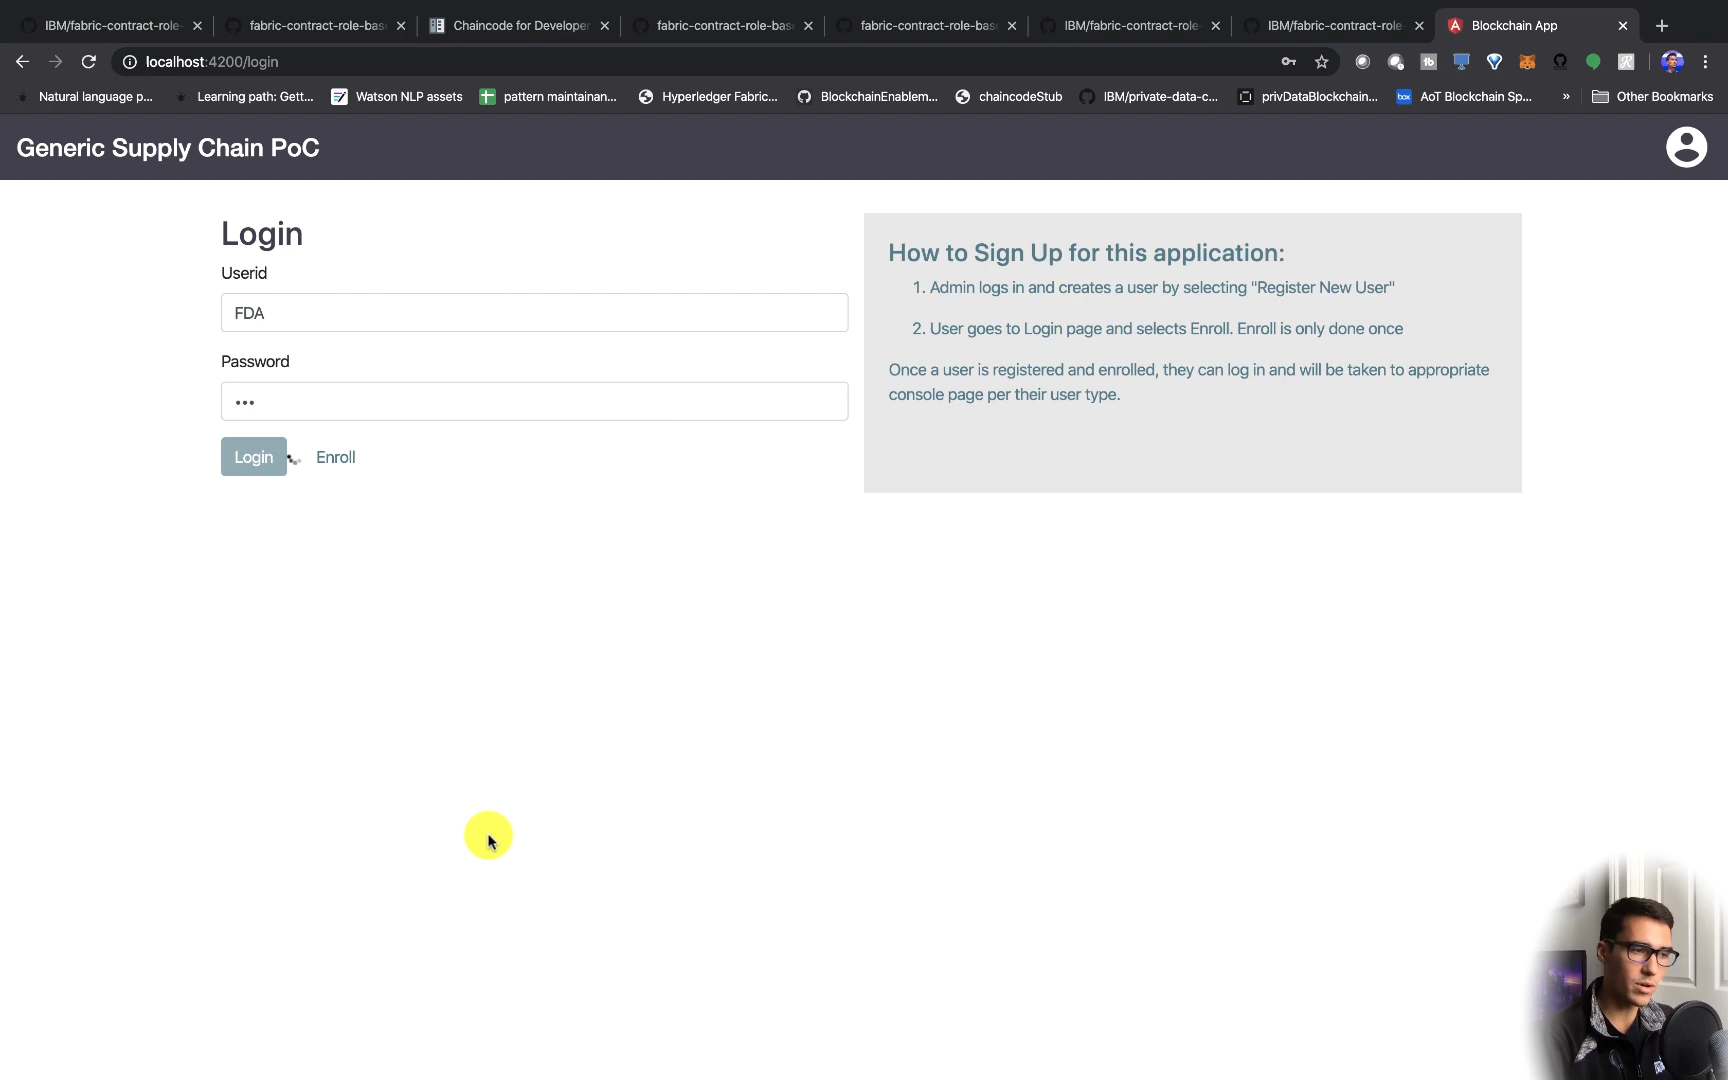 IBM/fabric-contract-role-
fabric-contract-role-base
Chaincode for Developer
fabric-contract-role-base
fabric-contract-role-base
IBM/fabric-contract-role-
IBM/fabric-contract-role-
Blockchain App
localhost:4200/login
Natural language p...
Learning path: Gett...
Watson NLP assets
pattern maintainan...
Hyperledger Fabric...
BlockchainEnablem...
chaincodeStub
IBM/private-data-c...
privDataBlockchain...
box
AoT Blockchain Sp...
»
Other Bookmarks
Generic Supply Chain PoC
Login
Userid
FDA
Password
•••
Login
Enroll
How to Sign Up for this application:
1. Admin logs in and creates a user by selecting "Register New User"
2. User goes to Login page and selects Enroll. Enroll is only done once
Once a user is registered and enrolled, they can log in and will be taken to appropriate
console page per their user type.